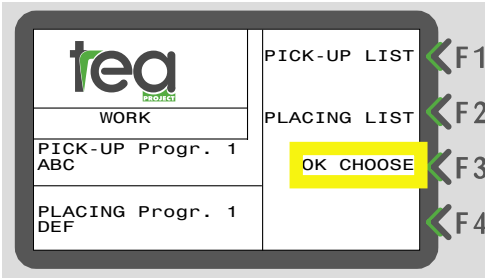 tea
PROJECT
WORK
PICK-UP Progr. 1
ABC
PLACING Progr. 1
DEF
PICK-UP LIST
PLACING LIST
OK CHOOSE
F1
F2
F3
F4